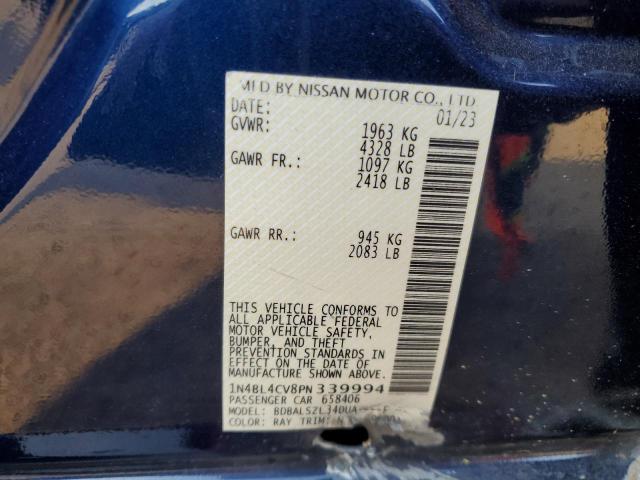 MFD BY NISSAN MOTOR CO., LTD.
DATE: 01/23
GVWR: 1963 KG
4328 LB
GAWR FR.: 1097 KG
2418 LB
GAWR RR.: 945 KG
2083 LB
THIS VEHICLE CONFORMS TO
ALL APPLICABLE FEDERAL
MOTOR VEHICLE SAFETY,
BUMPER, AND THEFT
PREVENTION STANDARDS IN
EFFECT ON THE DATE OF
MANUFACTURE SHOWN ABOVE.
1N4BL4CV8PN339994
PASSENGER CAR 658406
MODEL: BDBALSZL34DUA
COLOR: RAY TRIM: